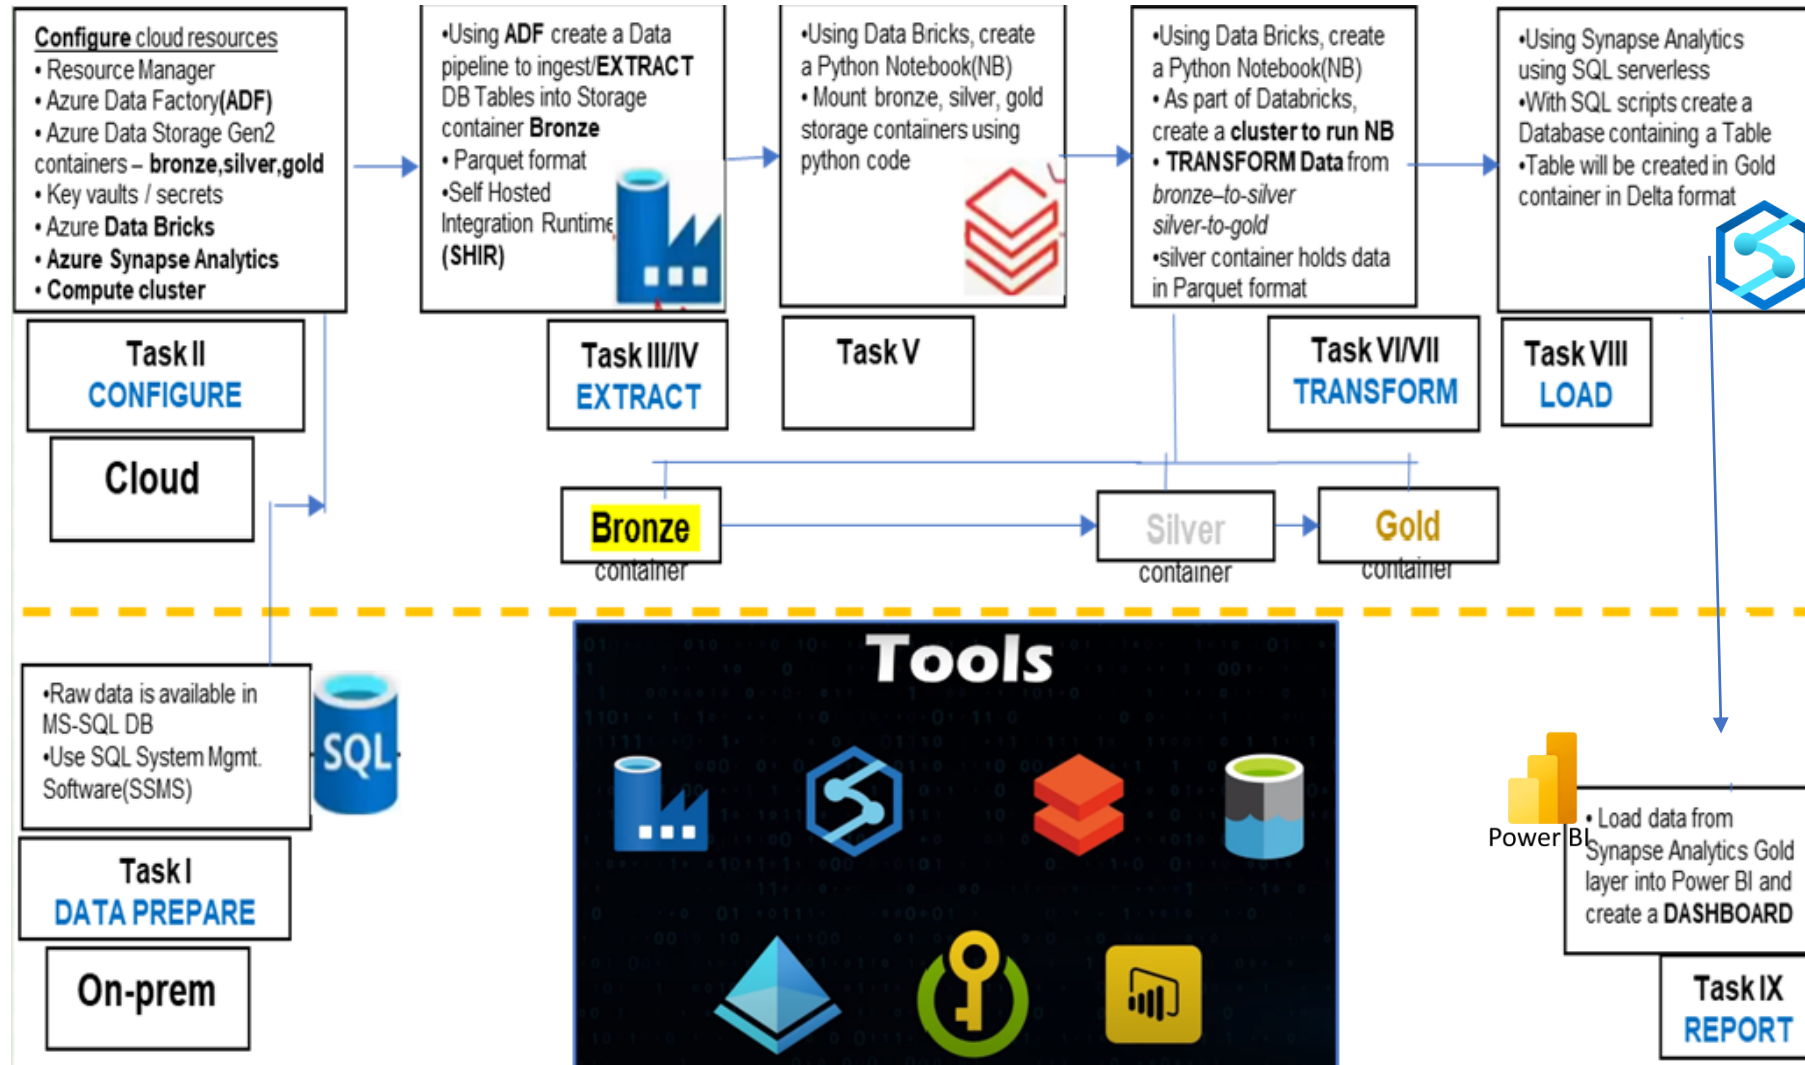 Configure cloud resources
• Resource Manager
• Azure Data Factory(ADF)
• Azure Data Storage Gen2
containers – bronze,silver,gold
• Key vaults / secrets
• Azure Data Bricks
• Azure Synapse Analytics
• Compute cluster
Task II
CONFIGURE
Cloud
•Using ADF create a Data
pipeline to ingest/EXTRACT
DB Tables into Storage
container Bronze
• Parquet format
•Self Hosted
Integration Runtime
(SHIR)
Task III/IV
EXTRACT
•Using Data Bricks, create
a Python Notebook(NB)
• Mount bronze, silver, gold
storage containers using
python code
Task V
•Using Data Bricks, create
a Python Notebook(NB)
• As part of Databricks,
create a cluster to run NB
• TRANSFORM Data from
bronze–to-silver
silver-to-gold
•silver container holds data
in Parquet format
Task VI/VII
TRANSFORM
•Using Synapse Analytics
using SQL serverless
•With SQL scripts create a
Database containing a Table
•Table will be created in Gold
container in Delta format
Task VIII
LOAD
Bronze
container
Silver
container
Gold
container
•Raw data is available in
MS-SQL DB
•Use SQL System Mgmt.
Software(SSMS)
SQL
Task I
DATA PREPARE
On-prem
Tools
Power BI
• Load data from
Synapse Analytics Gold
layer into Power BI and
create a DASHBOARD
Task IX
REPORT